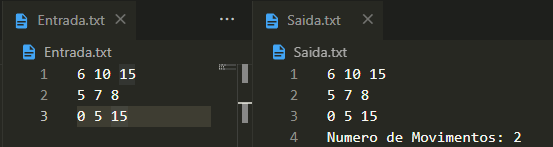 Entrada.txt
Entrada.txt
1 6 10 15
2 5 7 8
3 0 5 15
Saida.txt
Saida.txt
1 6 10 15
2 5 7 8
3 0 5 15
4 Numero de Movimentos: 2